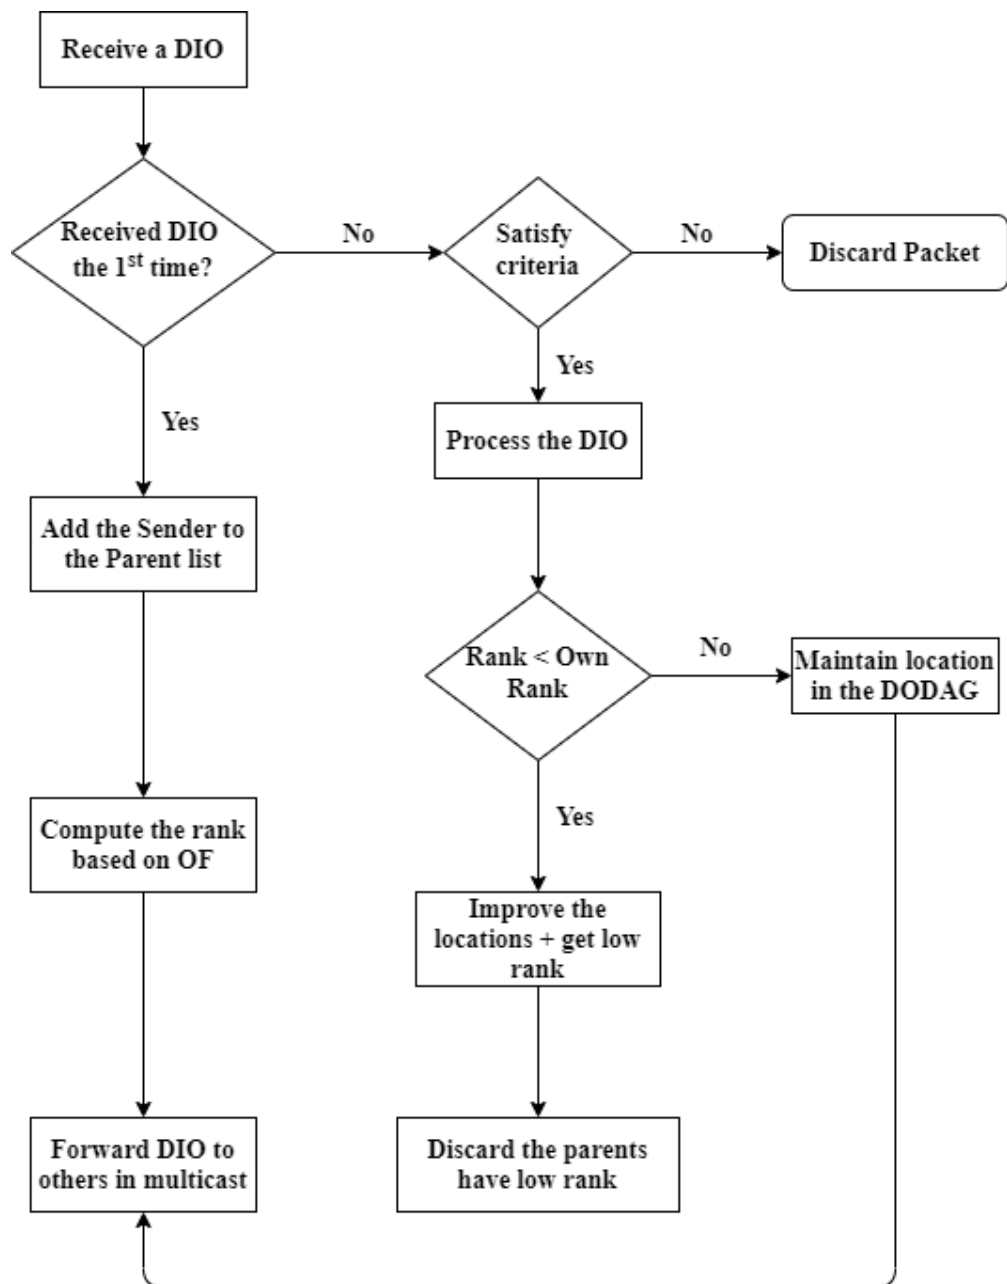 Receive a DIO
Received DIO
the 1st time?
No
Satisfy
criteria
No
Discard Packet
Yes
Yes
Process the DIO
Add the Sender to
the Parent list
Rank < Own
Rank
No
Maintain location
in the DODAG
Compute the rank
based on OF
Yes
Improve the
locations + get low
rank
Forward DIO to
others in multicast
Discard the parents
have low rank